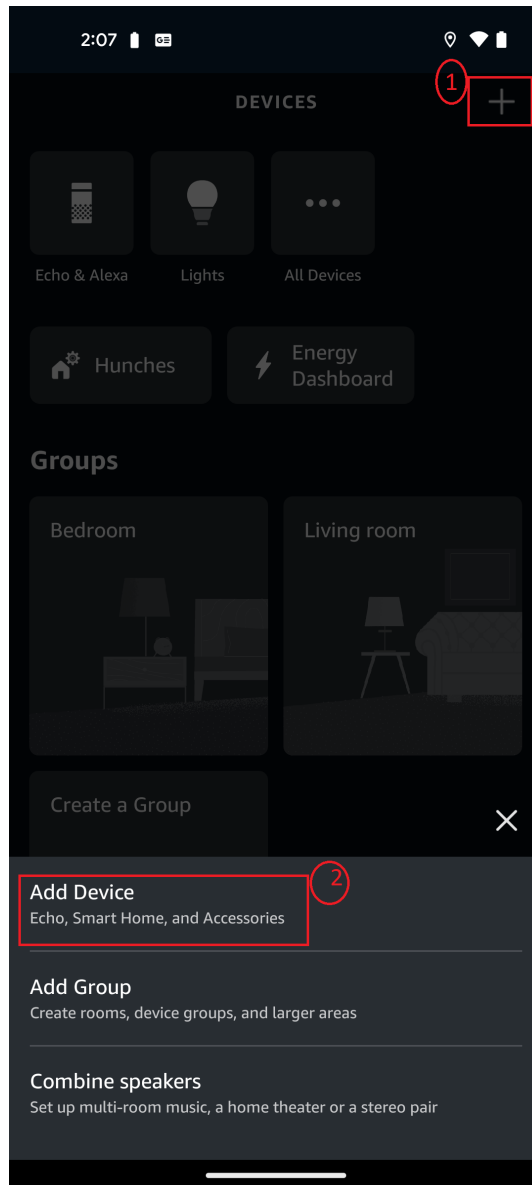 2:07
1
DEVICES
Echo & Alexa
Lights
All Devices
Hunches
Energy
Dashboard
Groups
Bedroom
Living room
Create a Group
2
Add Device
Echo, Smart Home, and Accessories
Add Group
Create rooms, device groups, and larger areas
Combine speakers
Set up multi-room music, a home theater or a stereo pair